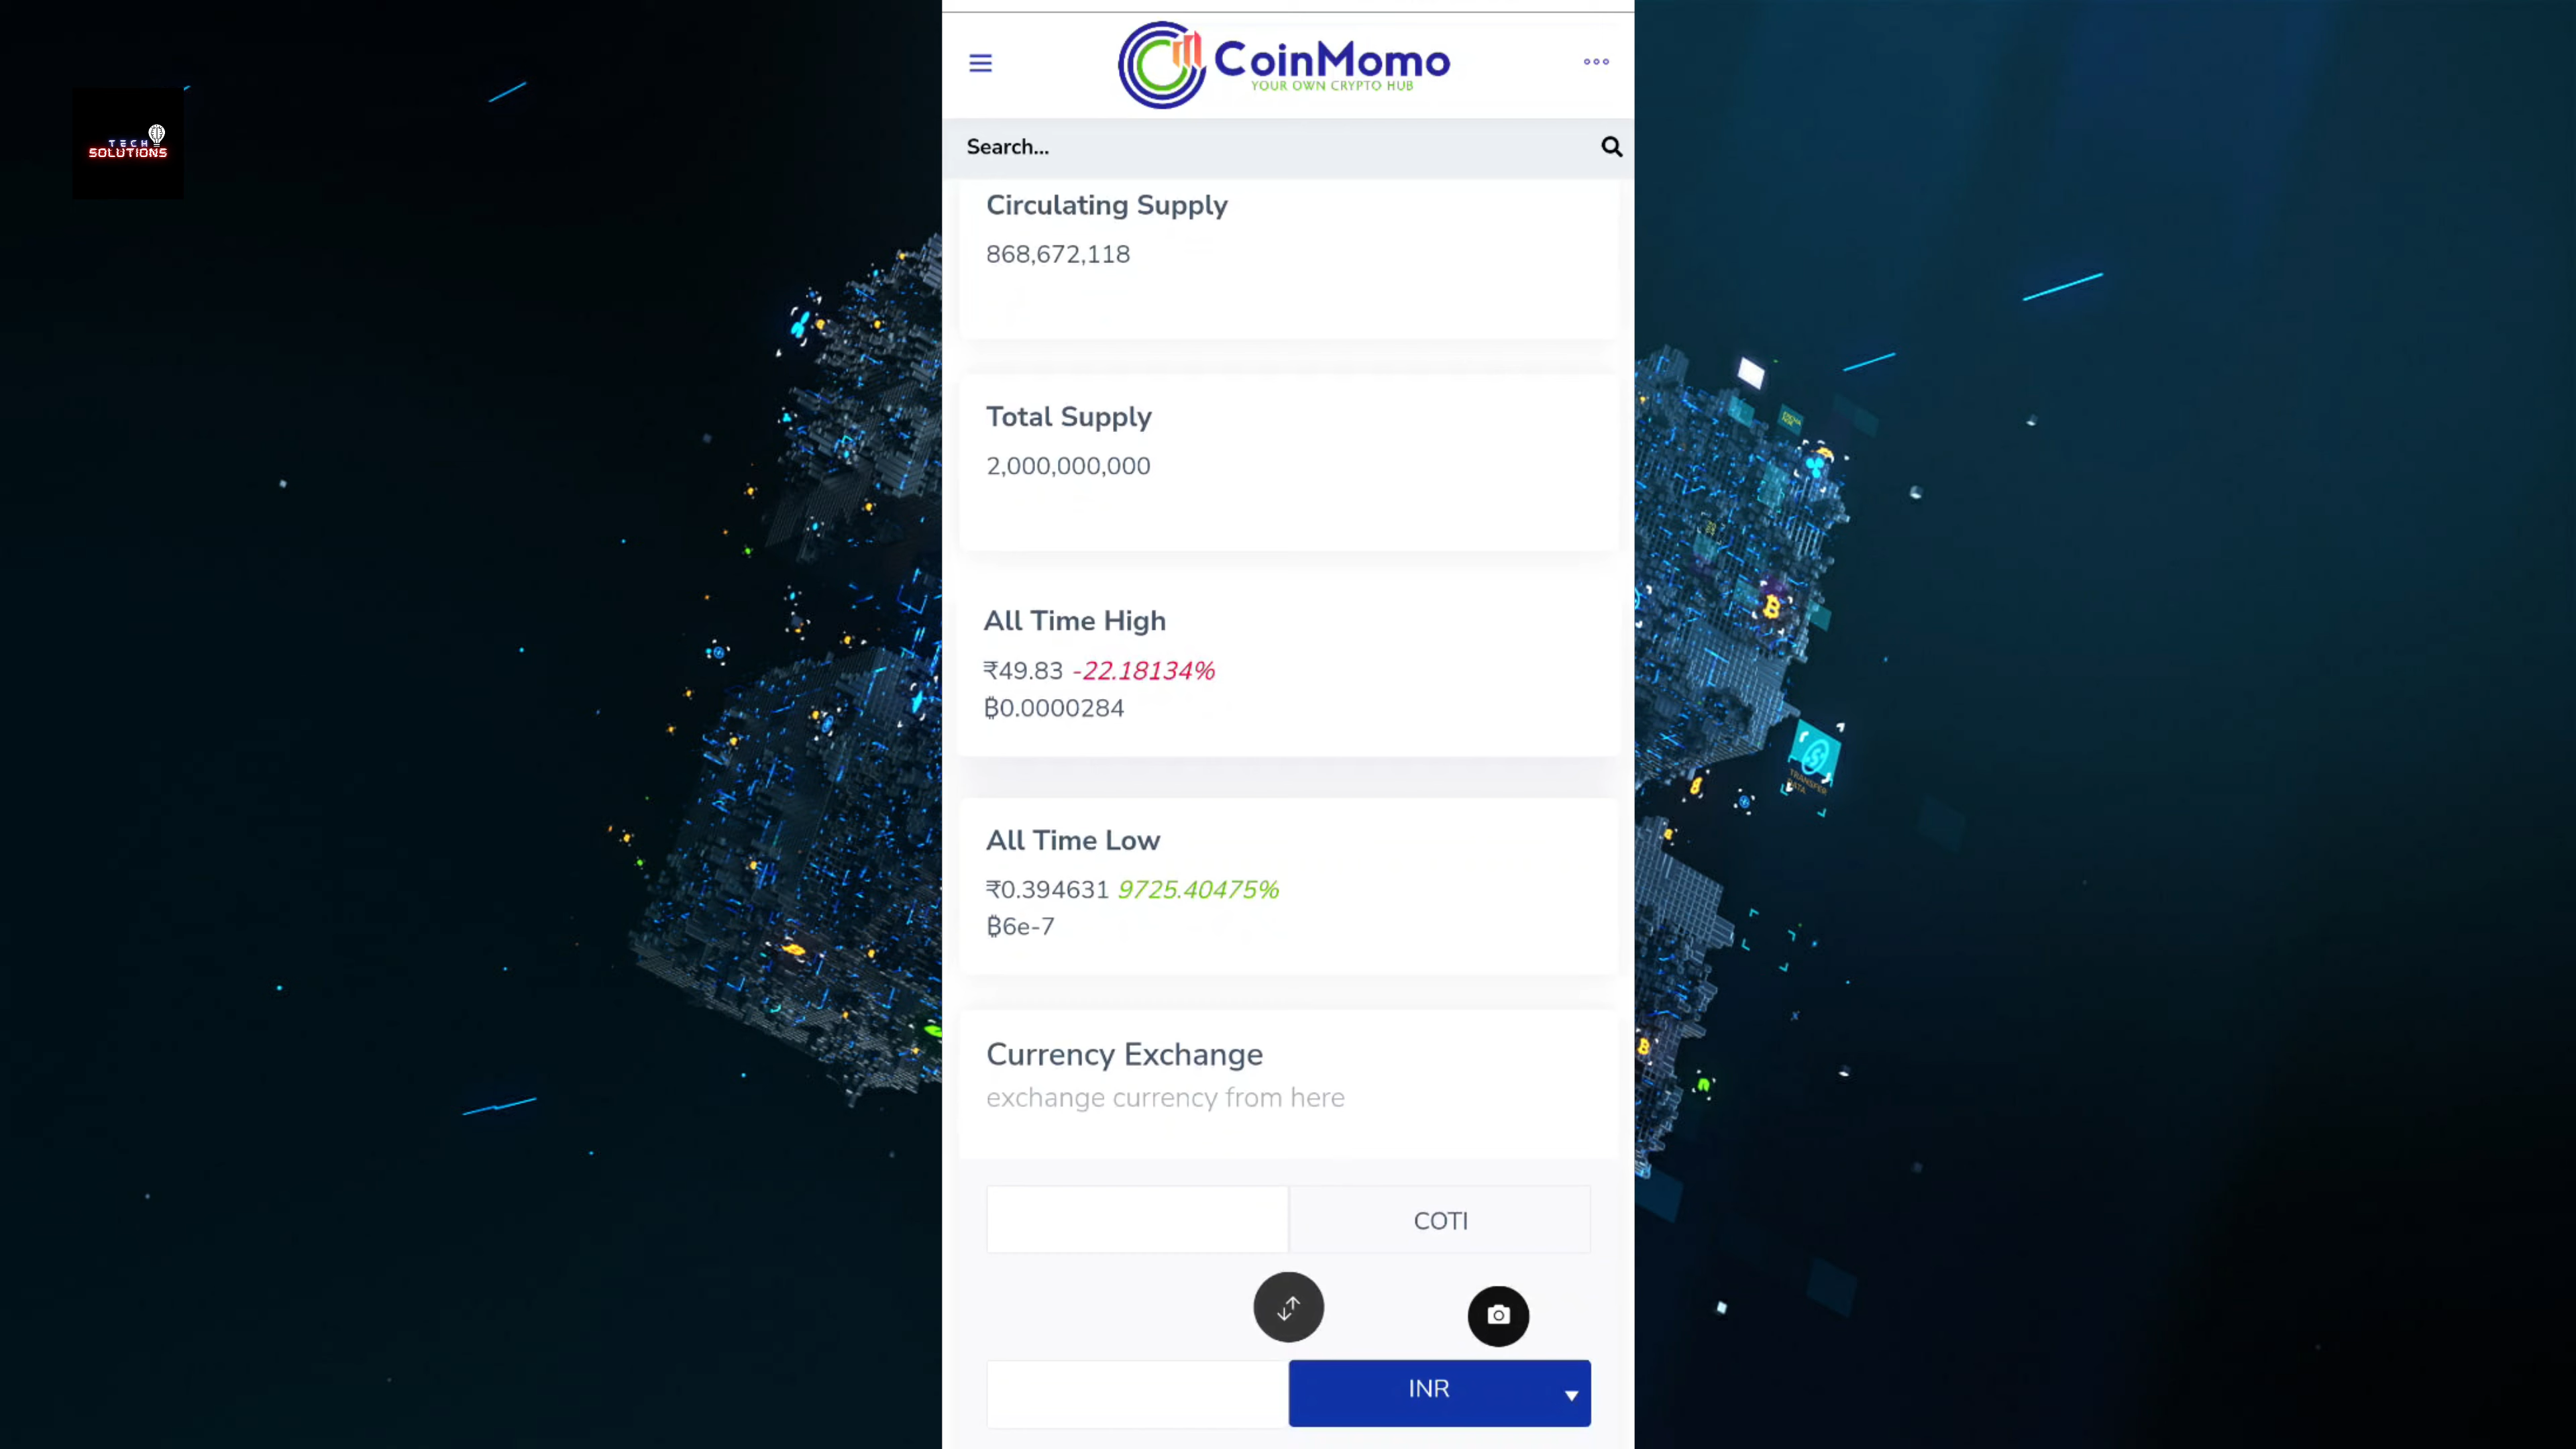 TECH
SOLUTIONS
CoinMomo
YOUR OWN CRYPTO HUB
Search...
Circulating Supply
868,672,118
Total Supply
2,000,000,000
All Time High
₹49.83 -22.18134%
₿0.0000284
All Time Low
₹0.394631 9725.40475%
₿6e-7
Currency Exchange
exchange currency from here
COTI
INR
TRANSFER
DATA